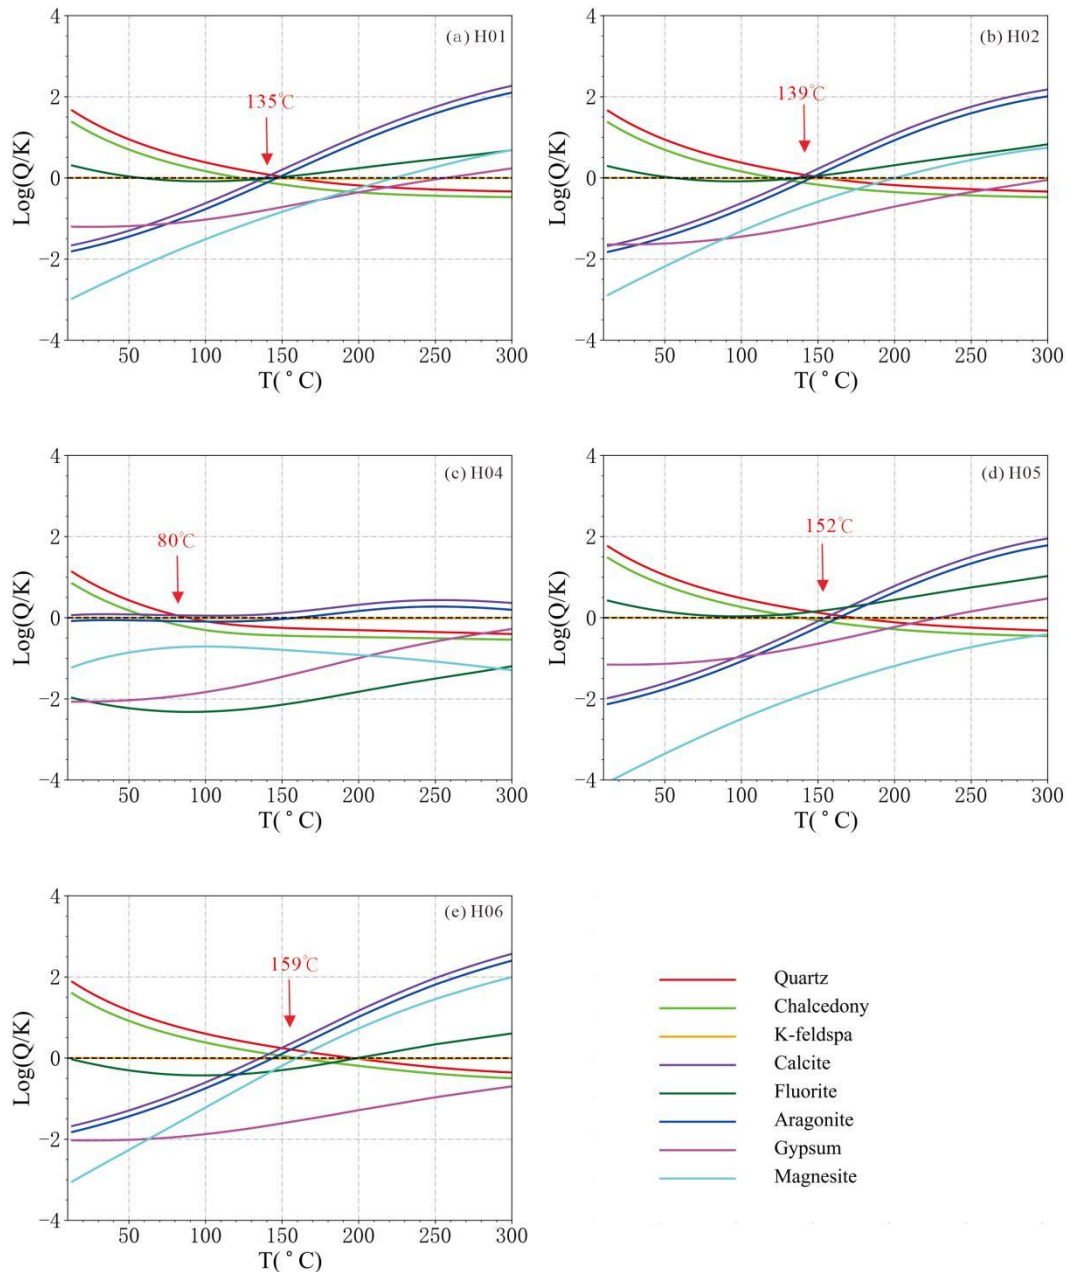 (a) H01
135℃
Log(Q/K)
4
2
0
−2
−4
50 100 150 200 250 300
T(°C)
(b) H02
139℃
Log(Q/K)
4
2
0
−2
−4
50 100 150 200 250 300
T(°C)
(c) H04
80℃
Log(Q/K)
4
2
0
−2
−4
50 100 150 200 250 300
T(°C)
(d) H05
152℃
Log(Q/K)
4
2
0
−2
−4
50 100 150 200 250 300
T(°C)
(e) H06
159℃
Log(Q/K)
4
2
0
−2
−4
50 100 150 200 250 300
T(°C)
Quartz
Chalcedony
K-feldspa
Calcite
Fluorite
Aragonite
Gypsum
Magnesite